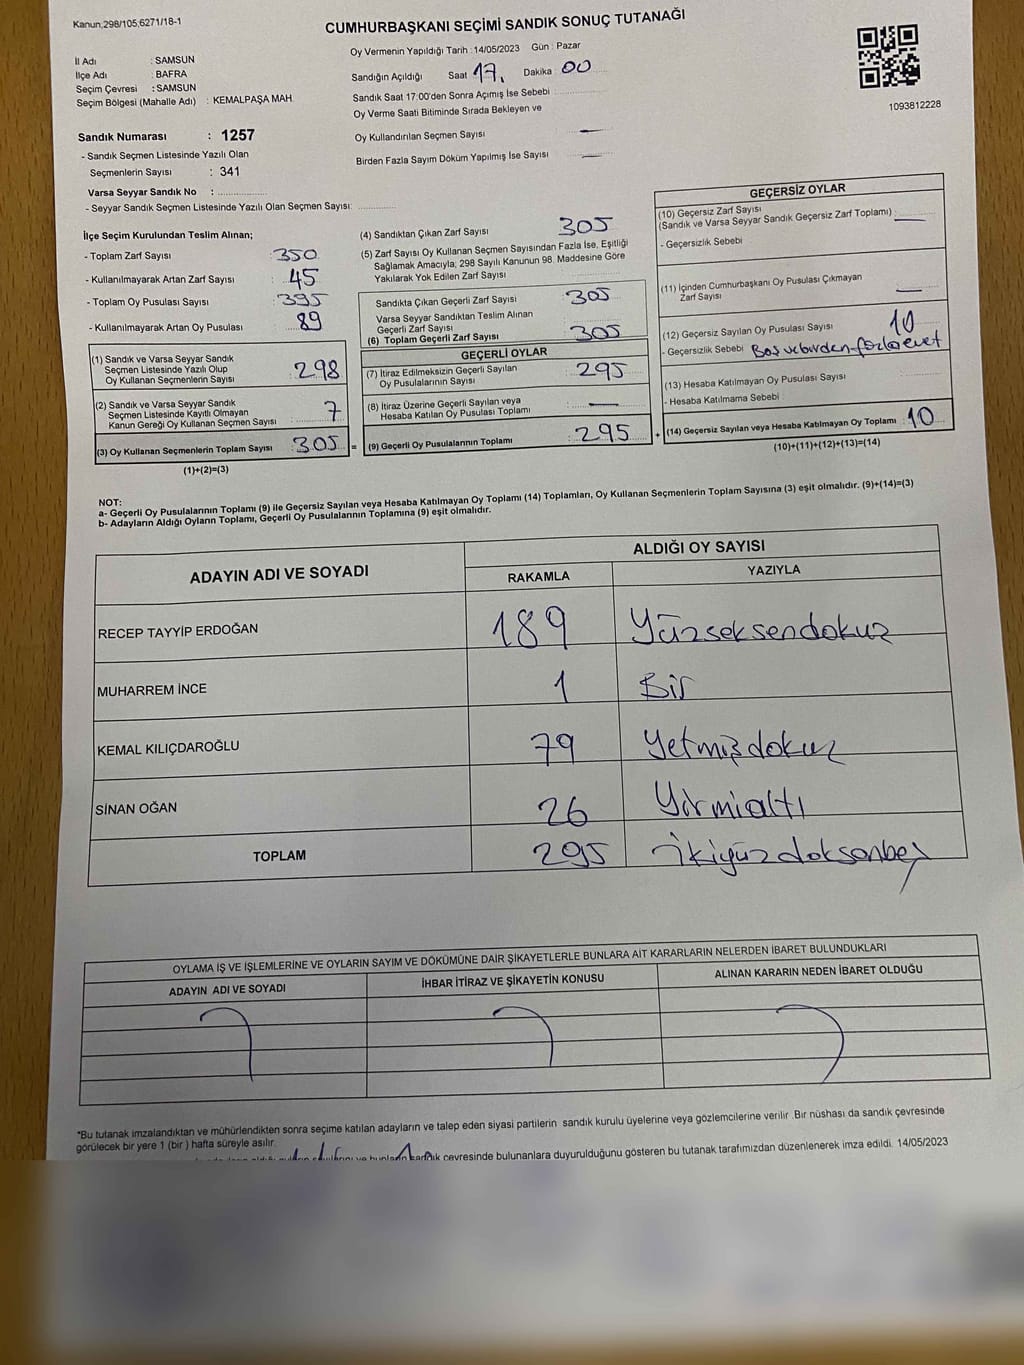 Kanun,298/105,6271/18-1
CUMHURBAŞKANI SEÇİMİ SANDIK SONUÇ TUTANAĞI
İl Adı : SAMSUN
İlçe Adı : BAFRA
Seçim Çevresi : SAMSUN
Seçim Bölgesi (Mahalle Adı) : KEMALPAŞA MAH.
Oy Vermenin Yapıldığı Tarih : 14/05/2023 Gün : Pazar
Sandığın Açıldığı Saat 17. Dakika 00
Sandık Saat 17:00'den Sonra Açımış İse Sebebi
Oy Verme Saati Bitiminde Sırada Bekleyen ve
Oy Kullandırılan Seçmen Sayısı —
Birden Fazla Sayım Döküm Yapılmış İse Sayısı —
1093812228
Sandık Numarası : 1257
- Sandık Seçmen Listesinde Yazılı Olan
Seçmenlerin Sayısı : 341
Varsa Seyyar Sandık No :
- Seyyar Sandık Seçmen Listesinde Yazılı Olan Seçmen Sayısı:
İlçe Seçim Kurulundan Teslim Alınan;
- Toplam Zarf Sayısı : 350
- Kullanılmayarak Artan Zarf Sayısı : 45
- Toplam Oy Pusulası Sayısı : 395
- Kullanılmayarak Artan Oy Pusulası : 89
(1) Sandık ve Varsa Seyyar Sandık
Seçmen Listesinde Yazılı Olup
Oy Kullanan Seçmenlerin Sayısı : 298
(2) Sandık ve Varsa Seyyar Sandık
Seçmen Listesinde Kayıtlı Olmayan
Kanun Gereği Oy Kullanan Seçmen Sayısı : 7
(3) Oy Kullanan Seçmenlerin Toplam Sayısı : 305 =
(1)+(2)=(3)
(4) Sandıktan Çıkan Zarf Sayısı 305
(5) Zarf Sayısı Oy Kullanan Seçmen Sayısından Fazla İse, Eşitliği
Sağlamak Amacıyla; 298 Sayılı Kanunun 98. Maddesine Göre
Yakılarak Yok Edilen Zarf Sayısı
Sandıkta Çıkan Geçerli Zarf Sayısı : 305
Varsa Seyyar Sandıktan Teslim Alınan
Geçerli Zarf Sayısı
(6) Toplam Geçerli Zarf Sayısı : 305
GEÇERLİ OYLAR
(7) İtiraz Edilmeksizin Geçerli Sayılan
Oy Pusulalarının Sayısı : 295
(8) İtiraz Üzerine Geçerli Sayılan veya
Hesaba Katılan Oy Pusulası Toplamı : —
(9) Geçerli Oy Pusulalarının Toplamı : 295 +
GEÇERSİZ OYLAR
(10) Geçersiz Zarf Sayısı
(Sandık ve Varsa Seyyar Sandık Geçersiz Zarf Toplamı) : —
- Geçersizlik Sebebi
(11) İçinden Cumhurbaşkanı Oy Pusulası Çıkmayan
Zarf Sayısı —
(12) Geçersiz Sayılan Oy Pusulası Sayısı 10
- Geçersizlik Sebebi Boş ve birden fazla evet
(13) Hesaba Katılmayan Oy Pusulası Sayısı
- Hesaba Katılmama Sebebi
(14) Geçersiz Sayılan veya Hesaba Katılmayan Oy Toplamı : 10
(10)+(11)+(12)+(13)=(14)
NOT:
a- Geçerli Oy Pusulalarının Toplamı (9) ile Geçersiz Sayılan veya Hesaba Katılmayan Oy Toplamı (14) Toplamları, Oy Kullanan Seçmenlerin Toplam Sayısına (3) eşit olmalıdır. (9)+(14)=(3)
b- Adayların Aldığı Oyların Toplamı, Geçerli Oy Pusulalarının Toplamına (9) eşit olmalıdır.
ADAYIN ADI VE SOYADI ALDIĞI OY SAYISI
RAKAMLA YAZIYLA
RECEP TAYYİP ERDOĞAN 189 Yüzseksendokuz
MUHARREM İNCE 1 Bir
KEMAL KILIÇDAROĞLU 79 Yetmişdokuz
SİNAN OĞAN 26 Yirmialtı
TOPLAM 295 İkiyüzdoksanbeş
OYLAMA İŞ VE İŞLEMLERİNE VE OYLARIN SAYIM VE DÖKÜMÜNE DAİR ŞİKAYETLERLE BUNLARA AİT KARARLARIN NELERDEN İBARET BULUNDUKLARI
ADAYIN ADI VE SOYADI İHBAR İTİRAZ VE ŞİKAYETİN KONUSU ALINAN KARARIN NEDEN İBARET OLDUĞU
*Bu tutanak imzalandıktan ve mühürlendikten sonra seçime katılan adayların ve talep eden siyasi partilerin sandık kurulu üyelerine veya gözlemcilerine verilir .Bir nüshası da sandık çevresinde
görülecek bir yere 1 (bir ) hafta süreyle asılır.
çevresinde bulunanlara duyurulduğunu gösteren bu tutanak tarafımızdan düzenlenerek imza edildi. 14/05/2023